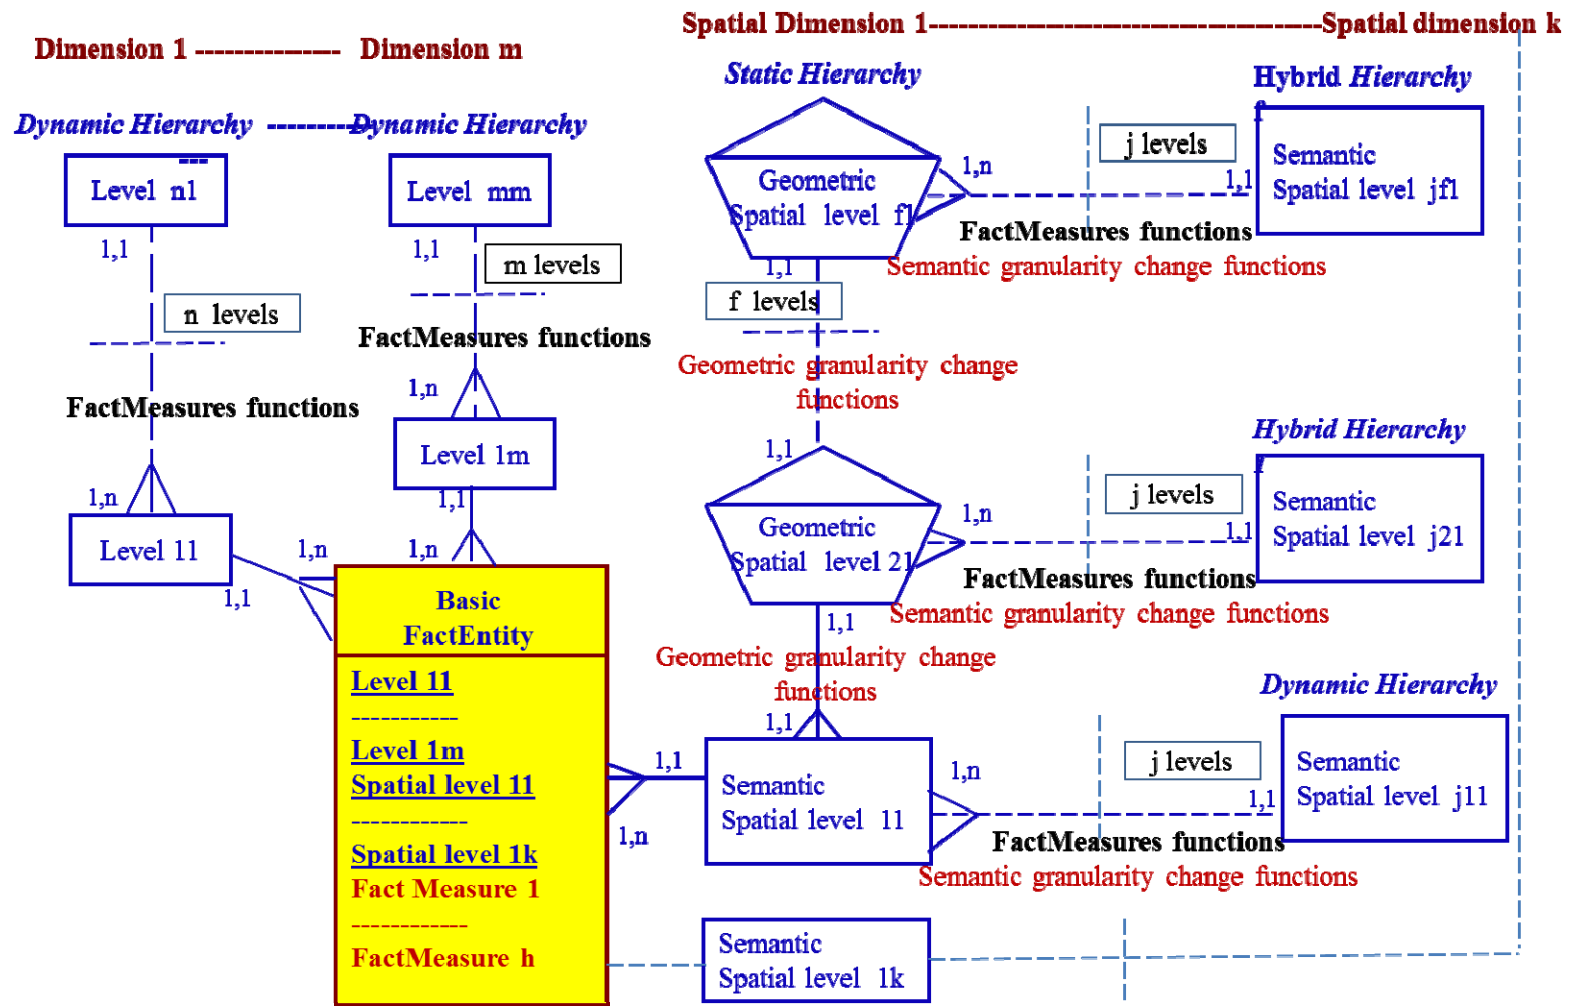 Spatial Dimension 1----------------------------------------Spatial dimension k
Dimension 1 --------------- Dimension m
Static Hierarchy
Hybrid Hierarchy
Dynamic Hierarchy ---------- Dynamic Hierarchy
---
Level n1
Level mm
1,1
1,1
m levels
n levels
FactMeasures functions
FactMeasures functions
1,n
1,n
Level 1m
1,1
Level 11
1,n
1,n
1,1
Geometric
Spatial level f1
1,n
j levels
1,1
Semantic
Spatial level jf1
FactMeasures functions
Semantic granularity change functions
1,1
f levels
Geometric granularity change
functions
1,1
Geometric
Spatial level 21
1,n
j levels
1,1
Hybrid Hierarchy
Semantic
Spatial level j21
FactMeasures functions
Semantic granularity change functions
1,1
Geometric granularity change
functions
1,1
Basic
FactEntity
Level 11
-----------
Level 1m
Spatial level 11
------------
Spatial level 1k
Fact Measure 1
------------
FactMeasure h
1,1
1,n
Semantic
Spatial level 11
1,n
j levels
1,1
Dynamic Hierarchy
Semantic
Spatial level j11
FactMeasures functions
Semantic granularity change functions
Semantic
Spatial level 1k